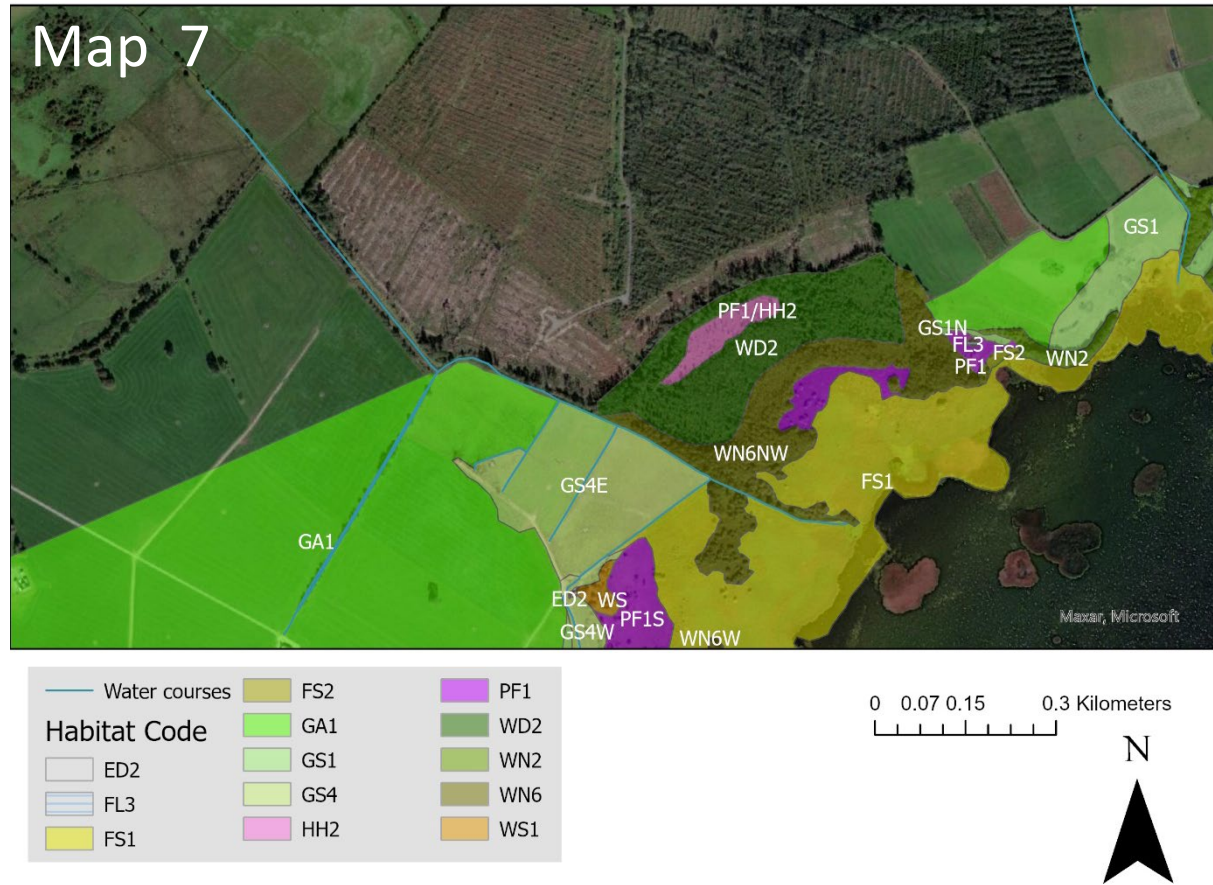 Map 7
GS1
PF1/HH2
GS1N
WD2
FL3
FS2
PF1
WN2
WN6NW
FS1
GS4E
GA1
ED2
WS
PF1S
GS4W
WN6W
Maxar, Microsoft
Water courses
Habitat Code
ED2
FL3
FS1
FS2
GA1
GS1
GS4
HH2
PF1
WD2
WN2
WN6
WS1
0 0.07 0.15 0.3 Kilometers
N